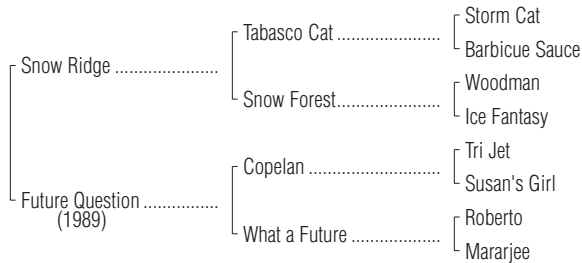 Storm Cat
Tabasco Cat ........................
Barbicue Sauce
Snow Ridge ........................
Woodman
Snow Forest........................
Ice Fantasy
Tri Jet
Copelan ..............................
Susan's Girl
Future Question .................
(1989)
Roberto
What a Future .....................
Mararjee